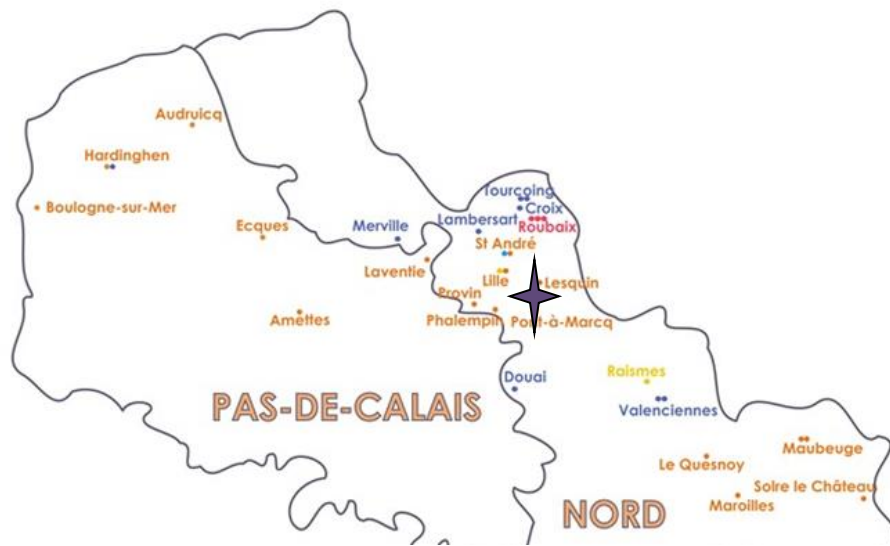 Audruicq
Hardinghen
Boulogne-sur-Mer
Ecques
Merville
Tourcoing
Croix
Lambersart
Roubaix
St André
Laventie
Lille
Lesquin
Provin
Amettes
Phalempin
Pont-à-Marcq
Douai
Raismes
PAS-DE-CALAIS
Valenciennes
Maubeuge
Le Quesnoy
Solre le Château
Maroilles
NORD